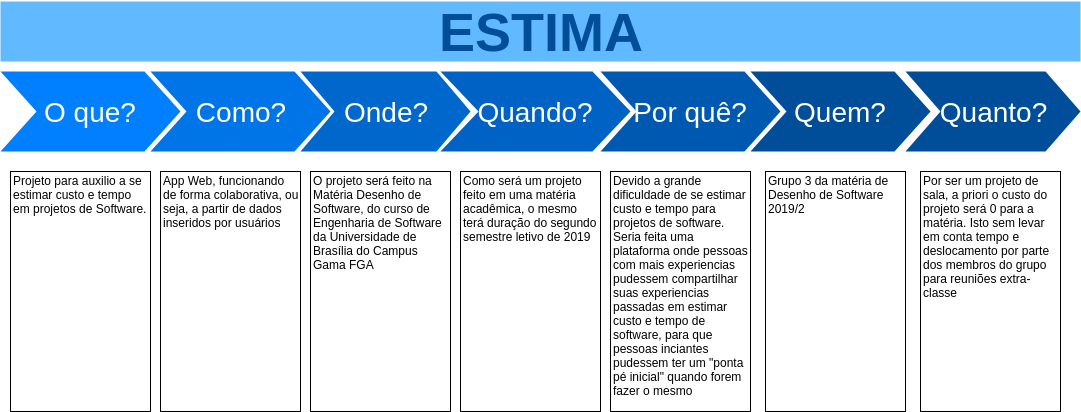 ESTIMA
O que?
Como?
Onde?
Quando?
Por quê?
Quem?
Quanto?
Projeto para auxilio a se
estimar custo e tempo
em projetos de Software.
App Web, funcionando
de forma colaborativa, ou
seja, a partir de dados
inseridos por usuários
O projeto será feito na
Matéria Desenho de
Software, do curso de
Engenharia de Software
da Universidade de
Brasília do Campus
Gama FGA
Como será um projeto
feito em uma matéria
acadêmica, o mesmo
terá duração do segundo
semestre letivo de 2019
Devido a grande
dificuldade de se estimar
custo e tempo para
projetos de software.
Seria feita uma
plataforma onde pessoas
com mais experiencias
pudessem compartilhar
suas experiencias
passadas em estimar
custo e tempo de
software, para que
pessoas inciantes
pudessem ter um "ponta
pé inicial" quando forem
fazer o mesmo
Grupo 3 da matéria de
Desenho de Software
2019/2
Por ser um projeto de
sala, a priori o custo do
projeto será 0 para a
matéria. Isto sem levar
em conta tempo e
deslocamento por parte
dos membros do grupo
para reuniões extra-
classe